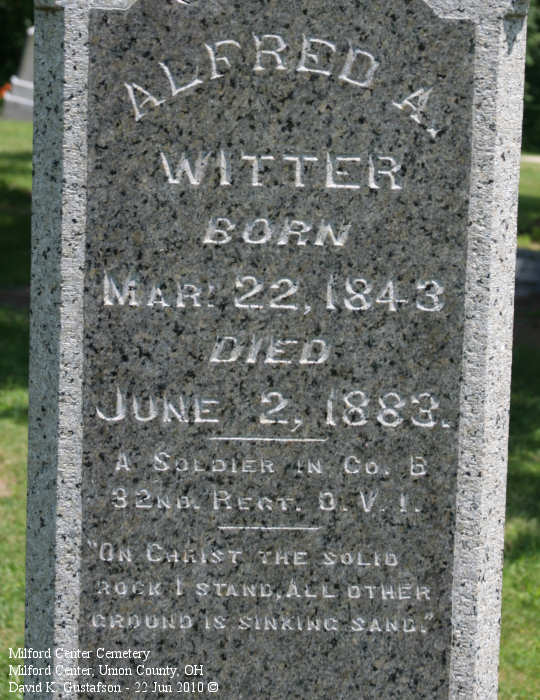 ALFRED A.
WITTER
BORN
MAR. 22, 1843
DIED
JUNE 2, 1883.
A SOLDIER IN CO. B
32ND. REGT. O. V. I.
"ON CHRIST THE SOLID
ROCK I STAND, ALL OTHER
GROUND IS SINKING SAND."
Milford Center Cemetery
Milford Center, Union County, OH
David K. Gustafson - 22 Jun 2010 ©